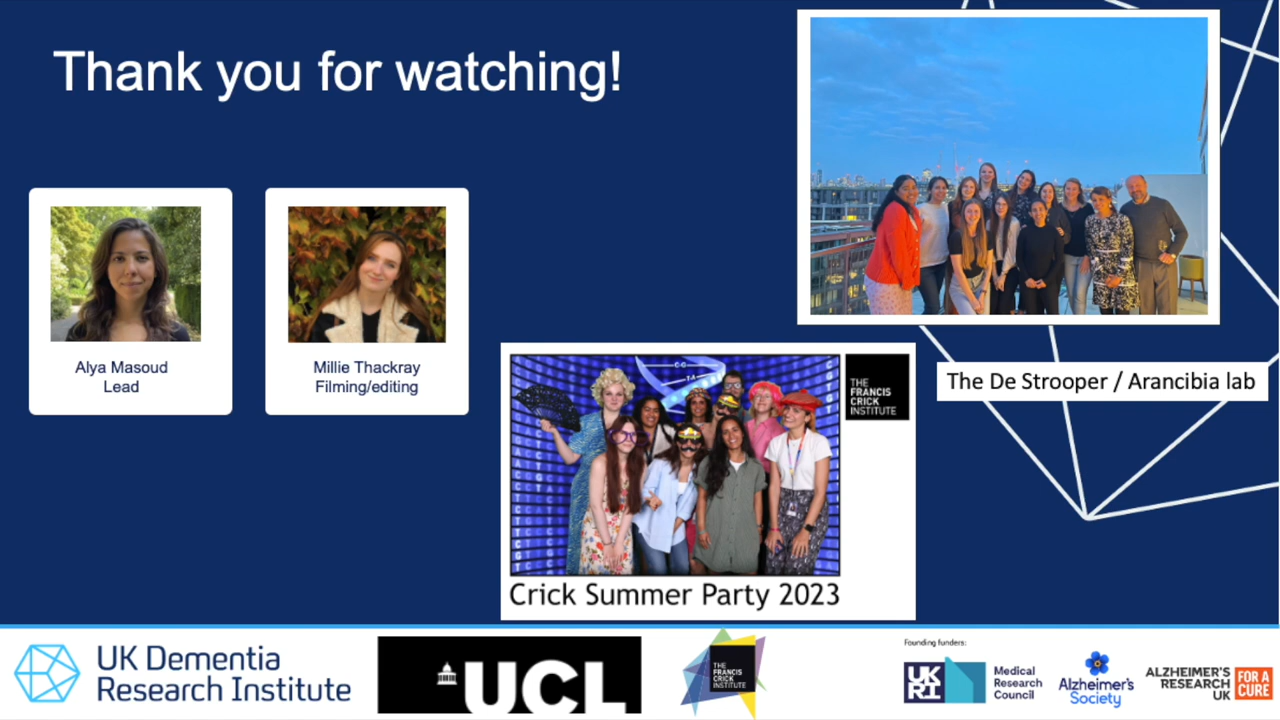 Thank you for watching!
Alya Masoud
Lead
Millie Thackray
Filming/editing
The De Strooper / Arancibia lab
THE
FRANCIS
CRICK
INSTITUTE
Crick Summer Party 2023
UK Dementia
Research Institute
UCL
THE
FRANCIS
CRICK
INSTITUTE
Founding funders:
UK
RI
Medical
Research
Council
Alzheimer's
Society
ALZHEIMER'S
RESEARCH
UK
FOR A
CURE